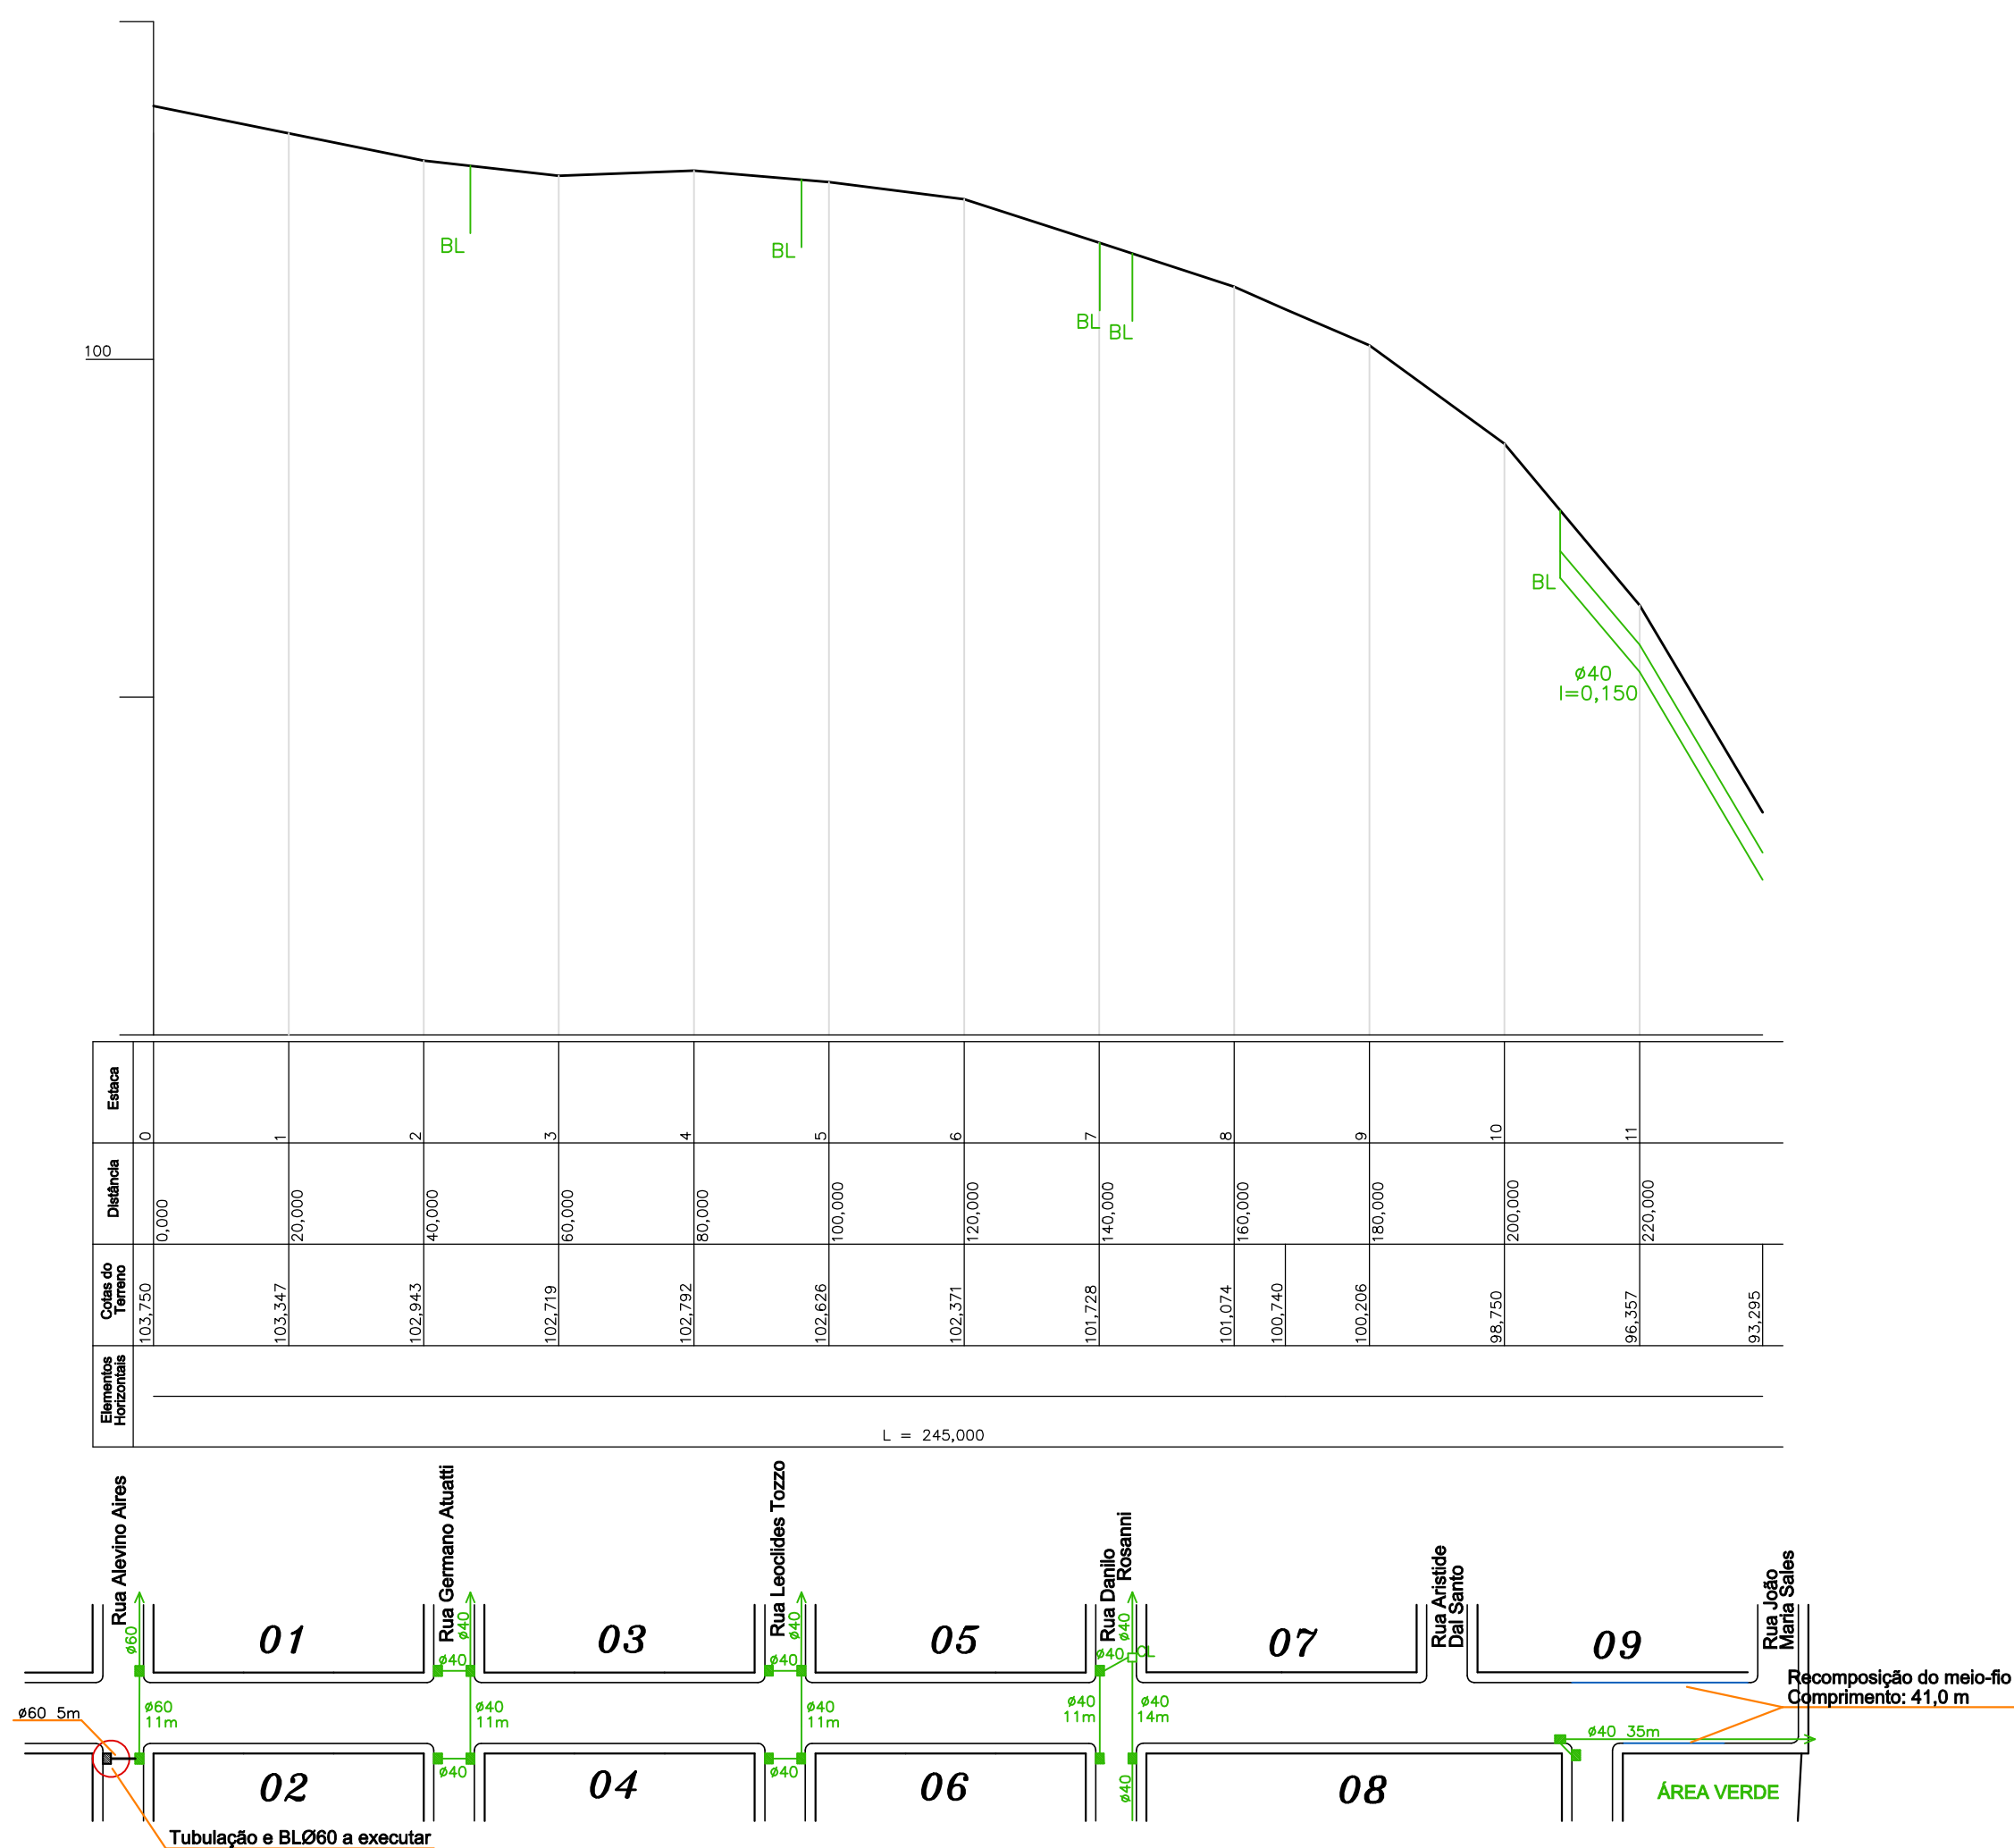 BL
BL
BL
BL
100
BL
ø40
I=0,150
Estaca
0
1
2
3
4
5
6
7
8
9
10
11
Distância
0,000
20,000
40,000
60,000
80,000
100,000
120,000
140,000
160,000
180,000
200,000
220,000
Cotas do
Terreno
103,750
103,347
102,943
102,719
102,792
102,626
102,371
101,728
101,074
100,740
100,206
98,750
96,357
93,295
Elementos
Horizontais
L = 245,000
Rua Alevino Aires
Rua Germano Atuatti
Rua Leoclides Tozzo
Rua Danilo
Rosanni
Rua Aristide
Dal Santo
Rua João
Maria Sales
ø60
ø40
ø40
ø40
01
03
05
07
09
ø40
ø40
ø40
CL
Recomposição do meio-fio
Comprimento: 41,0 m
ø60 5m
ø60
11m
ø40
11m
ø40
11m
ø40
11m
ø40
14m
ø40 35m
ø40
ø40
ø40
02
04
06
08
ÁREA VERDE
Tubulação e BLØ60 a executar